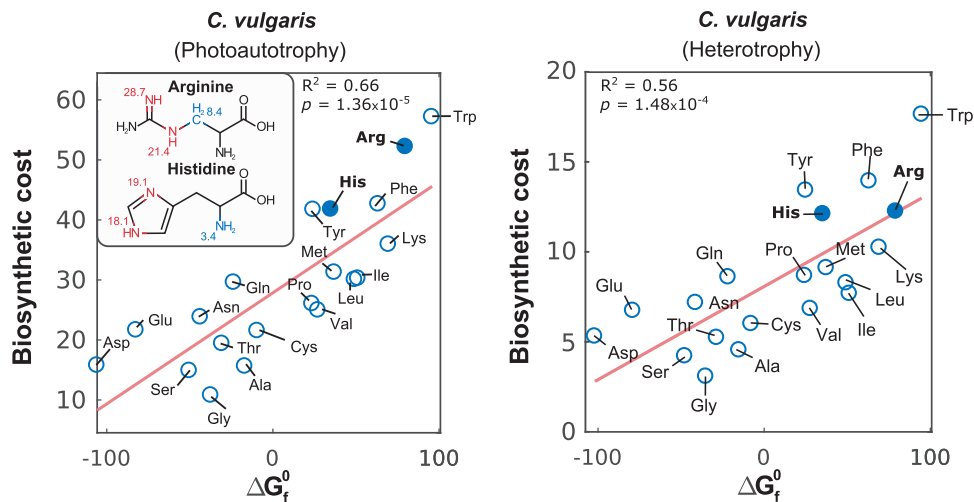 C. vulgaris
(Photoautotrophy)
R² = 0.66
p = 1.36x10⁻⁵
Arginine
28.7
NH
H₂N
N
H
21.4
H₂
C
8.4
O
OH
NH₂
Histidine
19.1
N
18.1
HN
O
OH
NH₂
3.4
Trp
Arg
His
Phe
Tyr
Lys
Met
Ile
Leu
Pro
Val
Gln
Asn
Glu
Cys
Asp
Thr
Ser
Ala
Gly
Biosynthetic cost
60
50
40
30
20
10
-100
0
100
ΔG⁰f
C. vulgaris
(Heterotrophy)
R² = 0.56
p = 1.48x10⁻⁴
Trp
Phe
Tyr
Arg
His
Pro
Met
Lys
Gln
Leu
Glu
Asn
Ile
Val
Cys
Thr
Asp
Ser
Ala
Gly
Biosynthetic cost
20
15
10
5
0
-100
0
100
ΔG⁰f